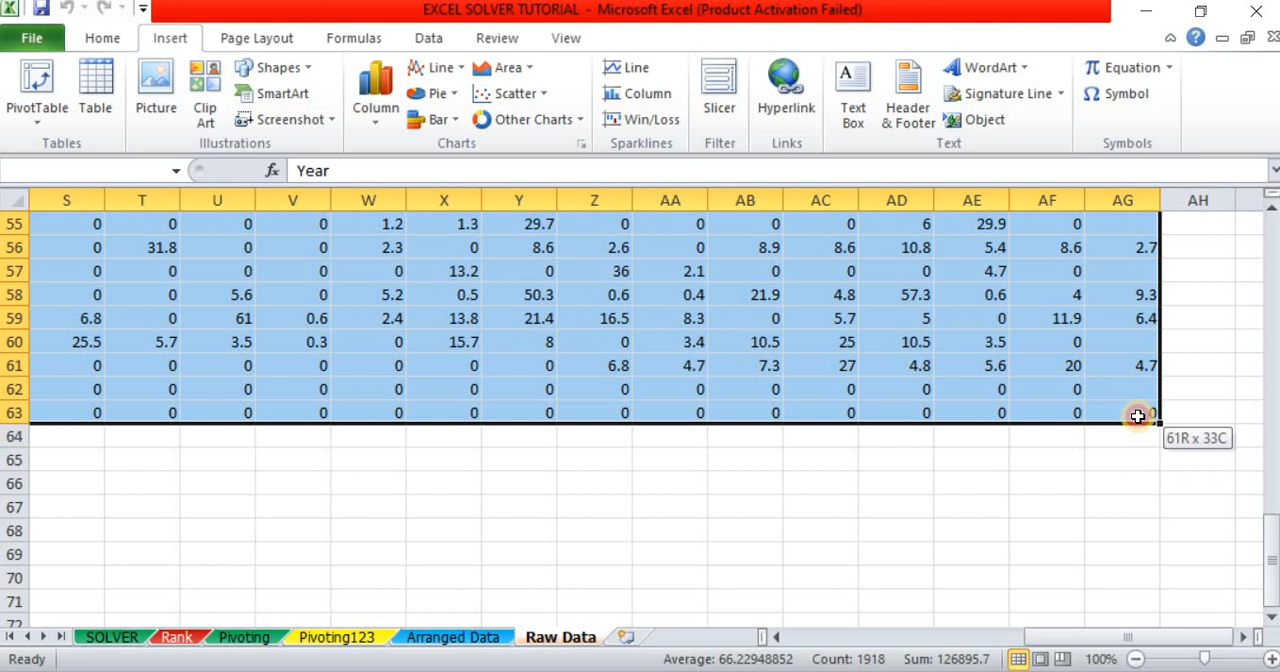 EXCEL SOLVER TUTORIAL - Microsoft Excel (Product Activation Failed)
File Home Insert Page Layout Formulas Data Review View
PivotTable Table Picture Clip Art Shapes SmartArt Screenshot Column Line Pie Bar Area Scatter Other Charts Line Column Win/Loss Slicer Hyperlink Text Box Header & Footer WordArt Signature Line Object Equation Symbol
Tables Illustrations Charts Sparklines Filter Links Text Symbols
fx Year
S T U V W X Y Z AA AB AC AD AE AF AG AH
55 0 0 0 0 1.2 1.3 29.7 0 0 0 0 6 29.9 0
56 0 31.8 0 0 2.3 0 8.6 2.6 0 8.9 8.6 10.8 5.4 8.6 2.7
57 0 0 0 0 0 13.2 0 36 2.1 0 0 0 4.7 0
58 0 0 5.6 0 5.2 0.5 50.3 0.6 0.4 21.9 4.8 57.3 0.6 4 9.3
59 6.8 0 61 0.6 2.4 13.8 21.4 16.5 8.3 0 5.7 5 0 11.9 6.4
60 25.5 5.7 3.5 0.3 0 15.7 8 0 3.4 10.5 25 10.5 3.5 0
61 0 0 0 0 0 0 0 6.8 4.7 7.3 27 4.8 5.6 20 4.7
62 0 0 0 0 0 0 0 0 0 0 0 0 0 0
63 0 0 0 0 0 0 0 0 0 0 0 0 0 0 0
64 61R x 33C
65
66
67
68
69
70
71
72
SOLVER Rank Pivoting Pivoting123 Arranged Data Raw Data
Ready Average: 66.22948852 Count: 1918 Sum: 126895.7 100%